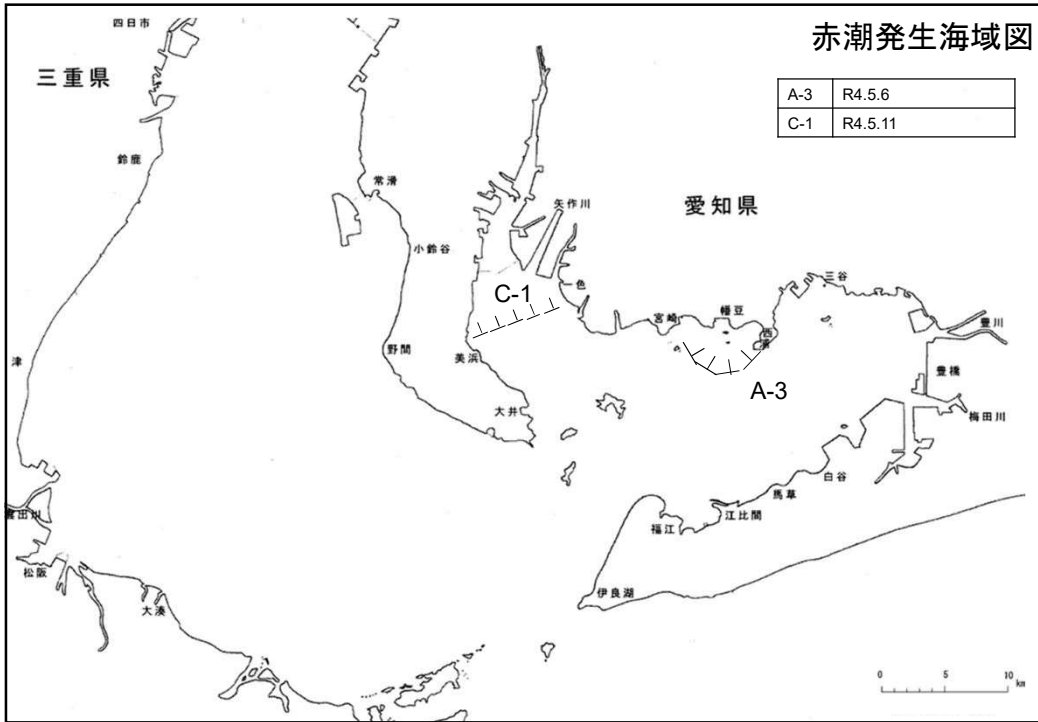 赤潮発生海域図
A-3 R4.5.6
C-1 R4.5.11
四日市
三重県
鈴鹿
津
松阪
大湊
常滑
小鈴谷
野間
美浜
大井
矢作川
一色
C-1
愛知県
宮崎
幡豆
西浦
三谷
A-3
豊川
豊橋
梅田川
白谷
馬草
江比間
福江
伊良湖
0 5 10
km